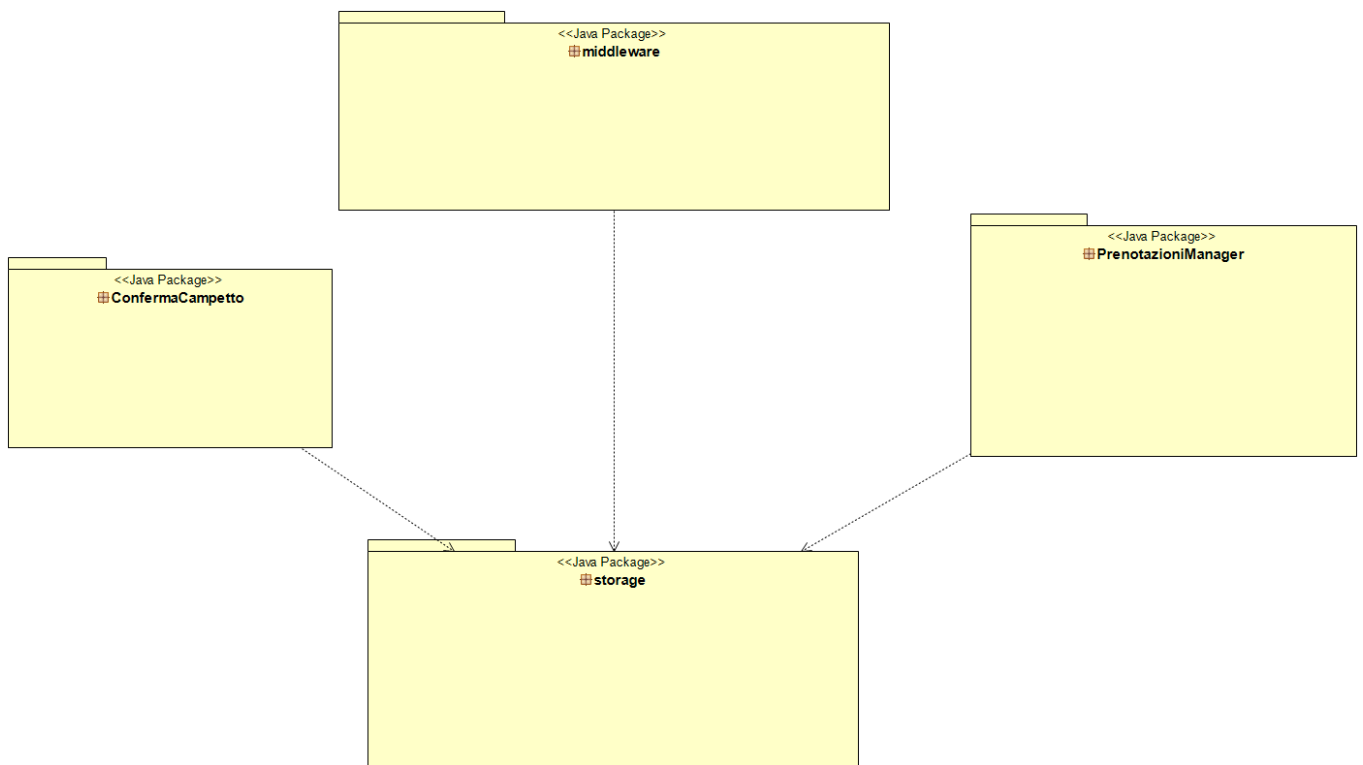 <<Java Package>>
middleware
<<Java Package>>
PrenotazioniManager
<<Java Package>>
ConfermaCampetto
<<Java Package>>
storage